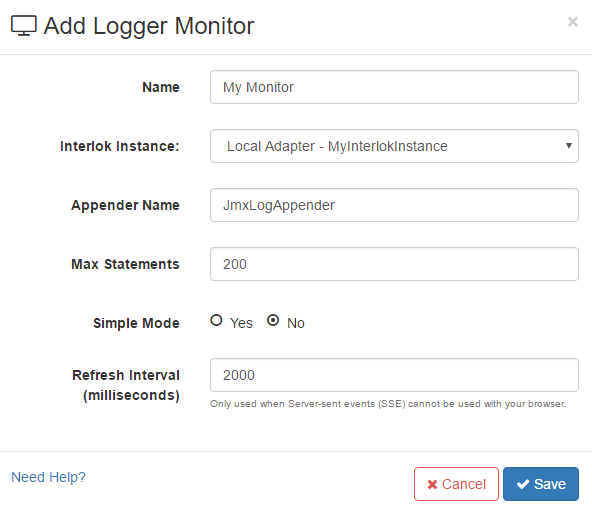 Add Logger Monitor ×
Name My Monitor
Interlok Instance: Local Adapter - MyInterlokInstance
Appender Name JmxLogAppender
Max Statements 200
Simple Mode Yes No
Refresh Interval
(milliseconds) 2000
Only used when Server-sent events (SSE) cannot be used with your browser.
Need Help? Cancel Save